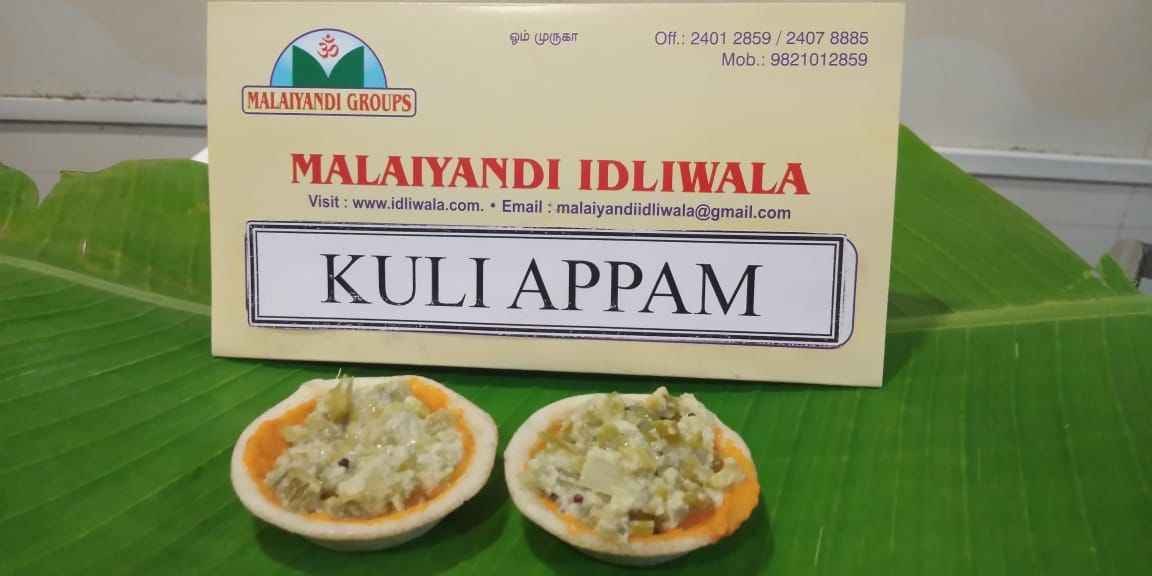 ॐ
MALAIYANDI GROUPS
ஓம் முருகா
Off.: 2401 2859 / 2407 8885
Mob.: 9821012859
MALAIYANDI IDLIWALA
Visit : www.idliwala.com. • Email : malaiyandiidliwala@gmail.com
KULI APPAM